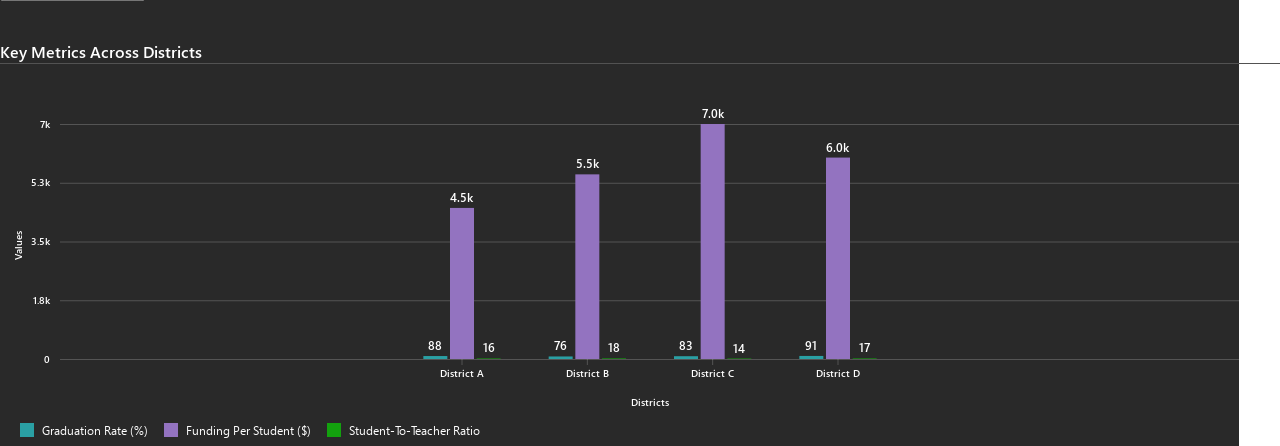 Key Metrics Across Districts
7.0k
7k
6.0k
5.5k
5.3k
4.5k
3.5k
Values
1.8k
88 16 76 18 83 14 91 17
0
District A District B District C District D
Districts
Graduation Rate (%) Funding Per Student ($) Student-To-Teacher Ratio